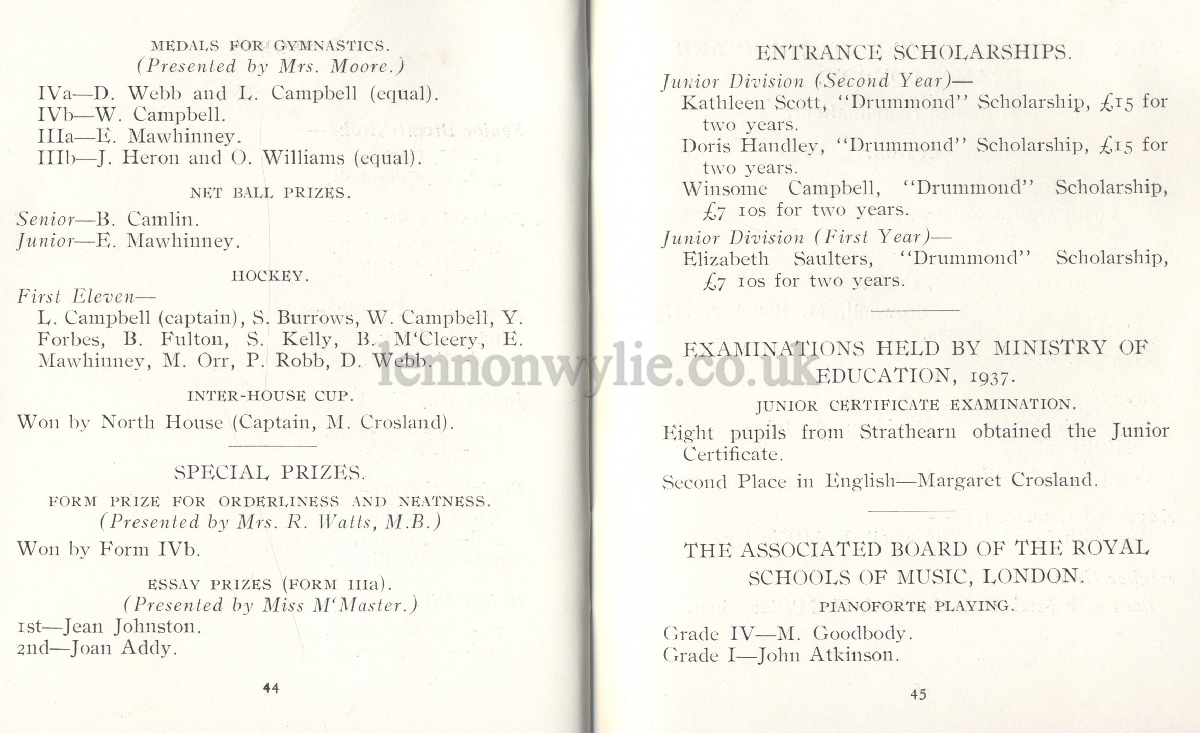 MEDALS FOR GYMNASTICS.
(Presented by Mrs. Moore.)
IVa—D. Webb and L. Campbell (equal).
IVb—W. Campbell.
IIIa—E. Mawhinney.
IIIb—J. Heron and O. Williams (equal).
NET BALL PRIZES.
Senior—B. Camlin.
Junior—E. Mawhinney.
HOCKEY.
First Eleven—
L. Campbell (captain), S. Burrows, W. Campbell, Y.
Forbes, B. Fulton, S. Kelly, B. M‘Cleery, E.
Mawhinney, M. Orr, P. Robb, D. Webb.
INTER-HOUSE CUP.
Won by North House (Captain, M. Crosland).
SPECIAL PRIZES.
FORM PRIZE FOR ORDERLINESS AND NEATNESS.
(Presented by Mrs. R. Watts, M.B.)
Won by Form IVb.
ESSAY PRIZES (FORM IIIa).
(Presented by Miss M‘Master.)
1st—Jean Johnston.
2nd—Joan Addy.
44
ENTRANCE SCHOLARSHIPS.
Junior Division (Second Year)—
Kathleen Scott, “Drummond” Scholarship, £15 for
two years.
Doris Handley, “Drummond” Scholarship, £15 for
two years.
Winsome Campbell, “Drummond” Scholarship,
£7 10s for two years.
Junior Division (First Year)—
Elizabeth Saulters, “Drummond” Scholarship,
£7 10s for two years.
EXAMINATIONS HELD BY MINISTRY OF
EDUCATION, 1937.
JUNIOR CERTIFICATE EXAMINATION.
Eight pupils from Strathearn obtained the Junior
Certificate.
Second Place in English—Margaret Crosland.
THE ASSOCIATED BOARD OF THE ROYAL
SCHOOLS OF MUSIC, LONDON.
PIANOFORTE PLAYING.
Grade IV—M. Goodbody.
Grade I—John Atkinson.
45
lennonwylie.co.uk